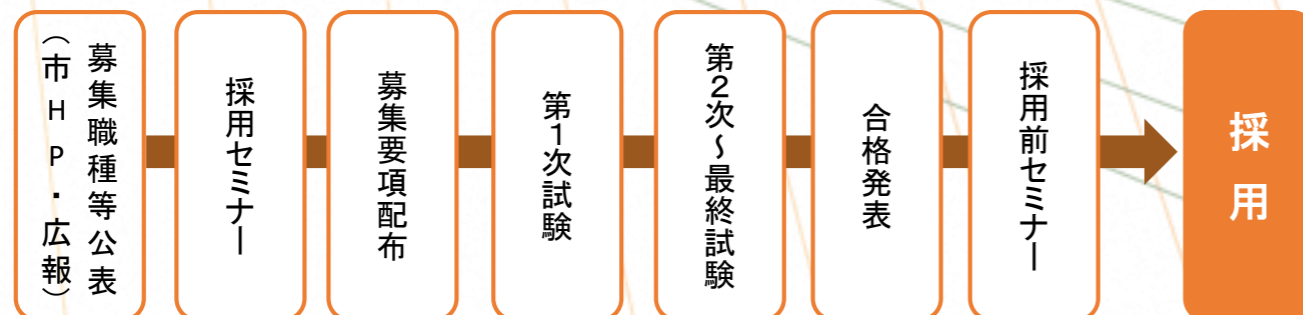 募集職種等公表
（市HP・広報）
採用セミナー
募集要項配布
第1次試験
第2次～最終試験
合格発表
採用前セミナー
採用